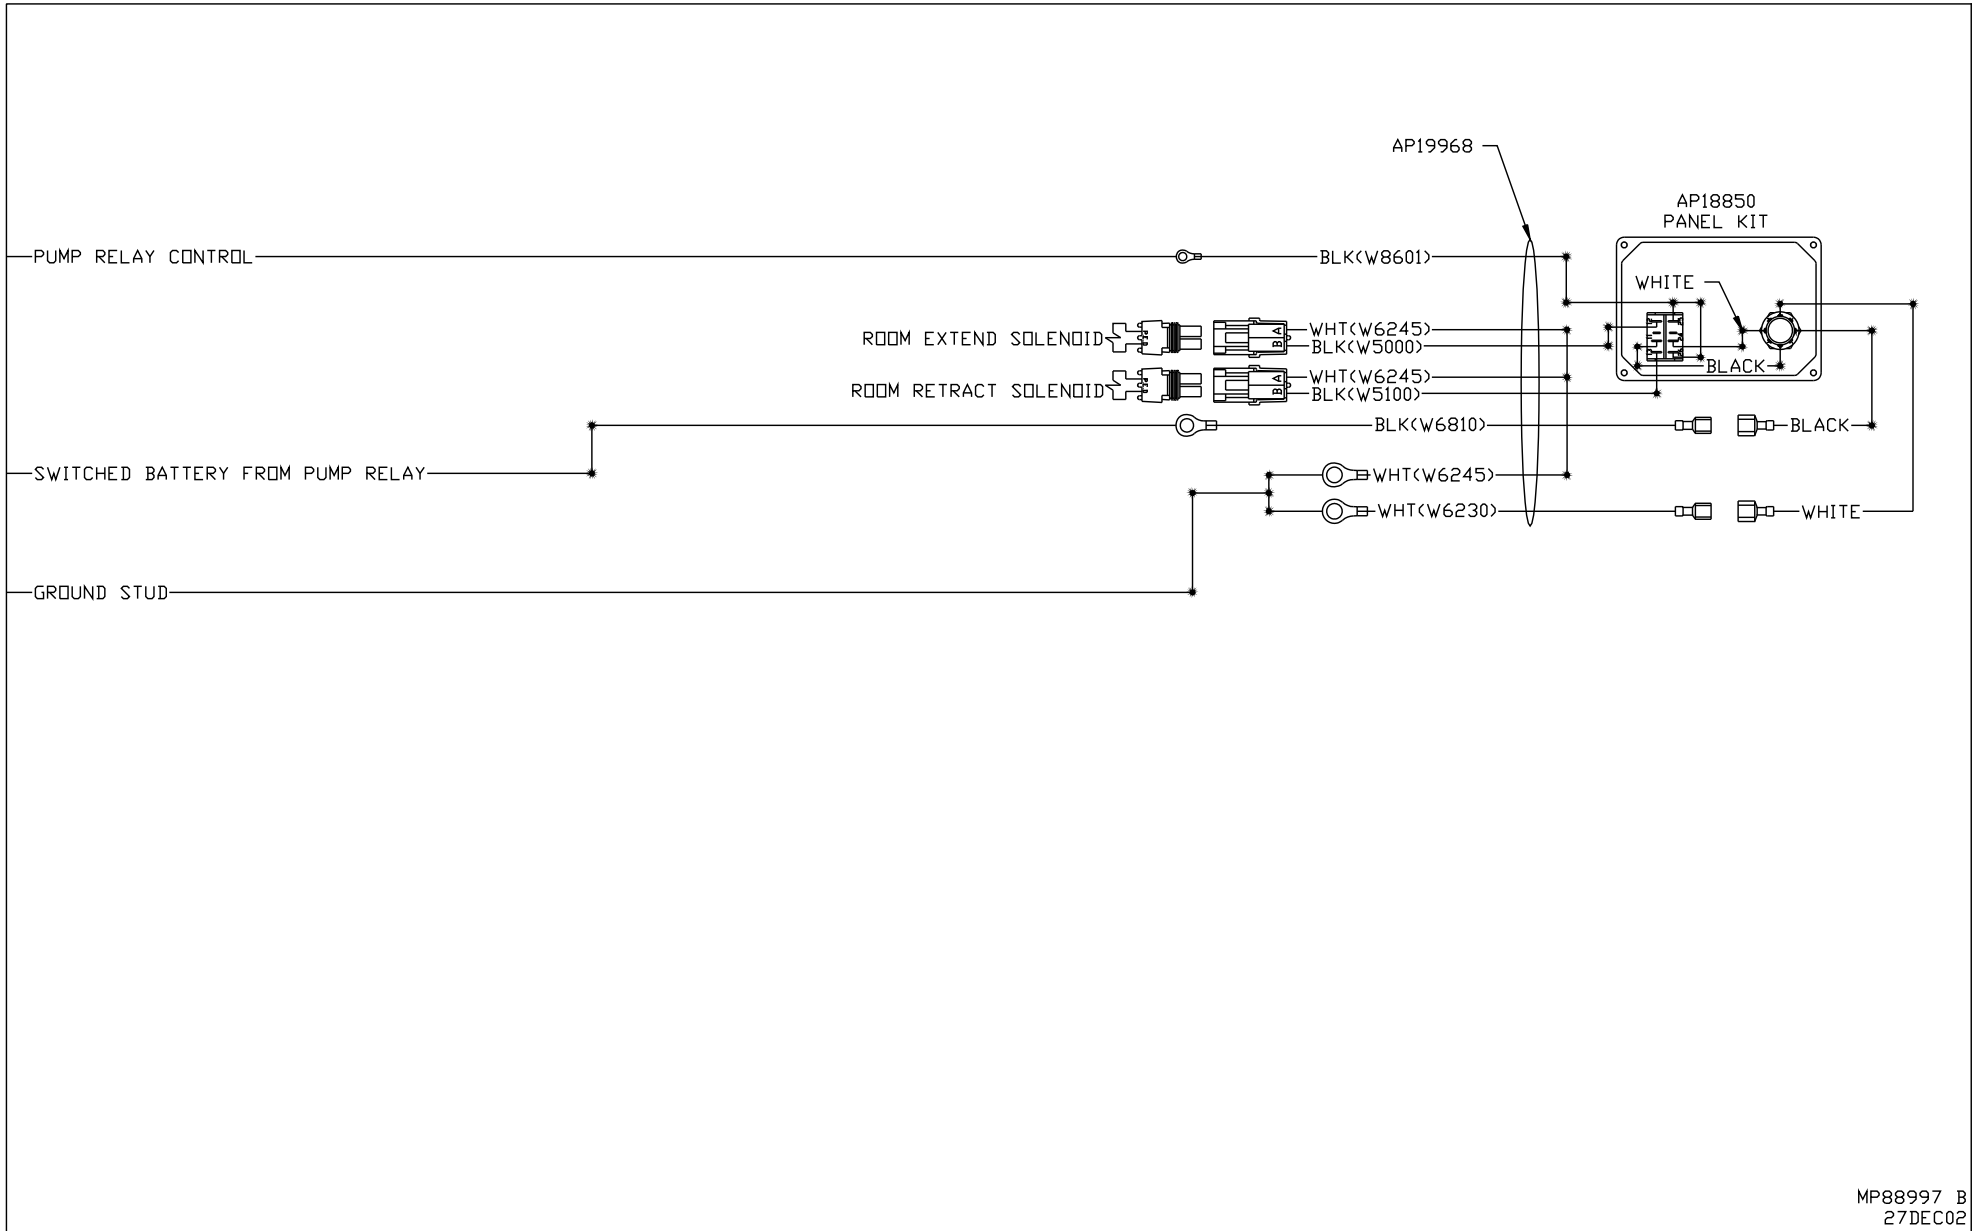 AP19968
AP18850
PANEL KIT
PUMP RELAY CONTROL
BLK(W8601)
WHITE
ROOM EXTEND SOLENOID
A
B
WHT(W6245)
BLK(W5000)
BLACK
ROOM RETRACT SOLENOID
A
B
WHT(W6245)
BLK(W5100)
BLK(W6810)
BLACK
SWITCHED BATTERY FROM PUMP RELAY
WHT(W6245)
WHT(W6230)
WHITE
GROUND STUD
MP88997 B
27DEC02